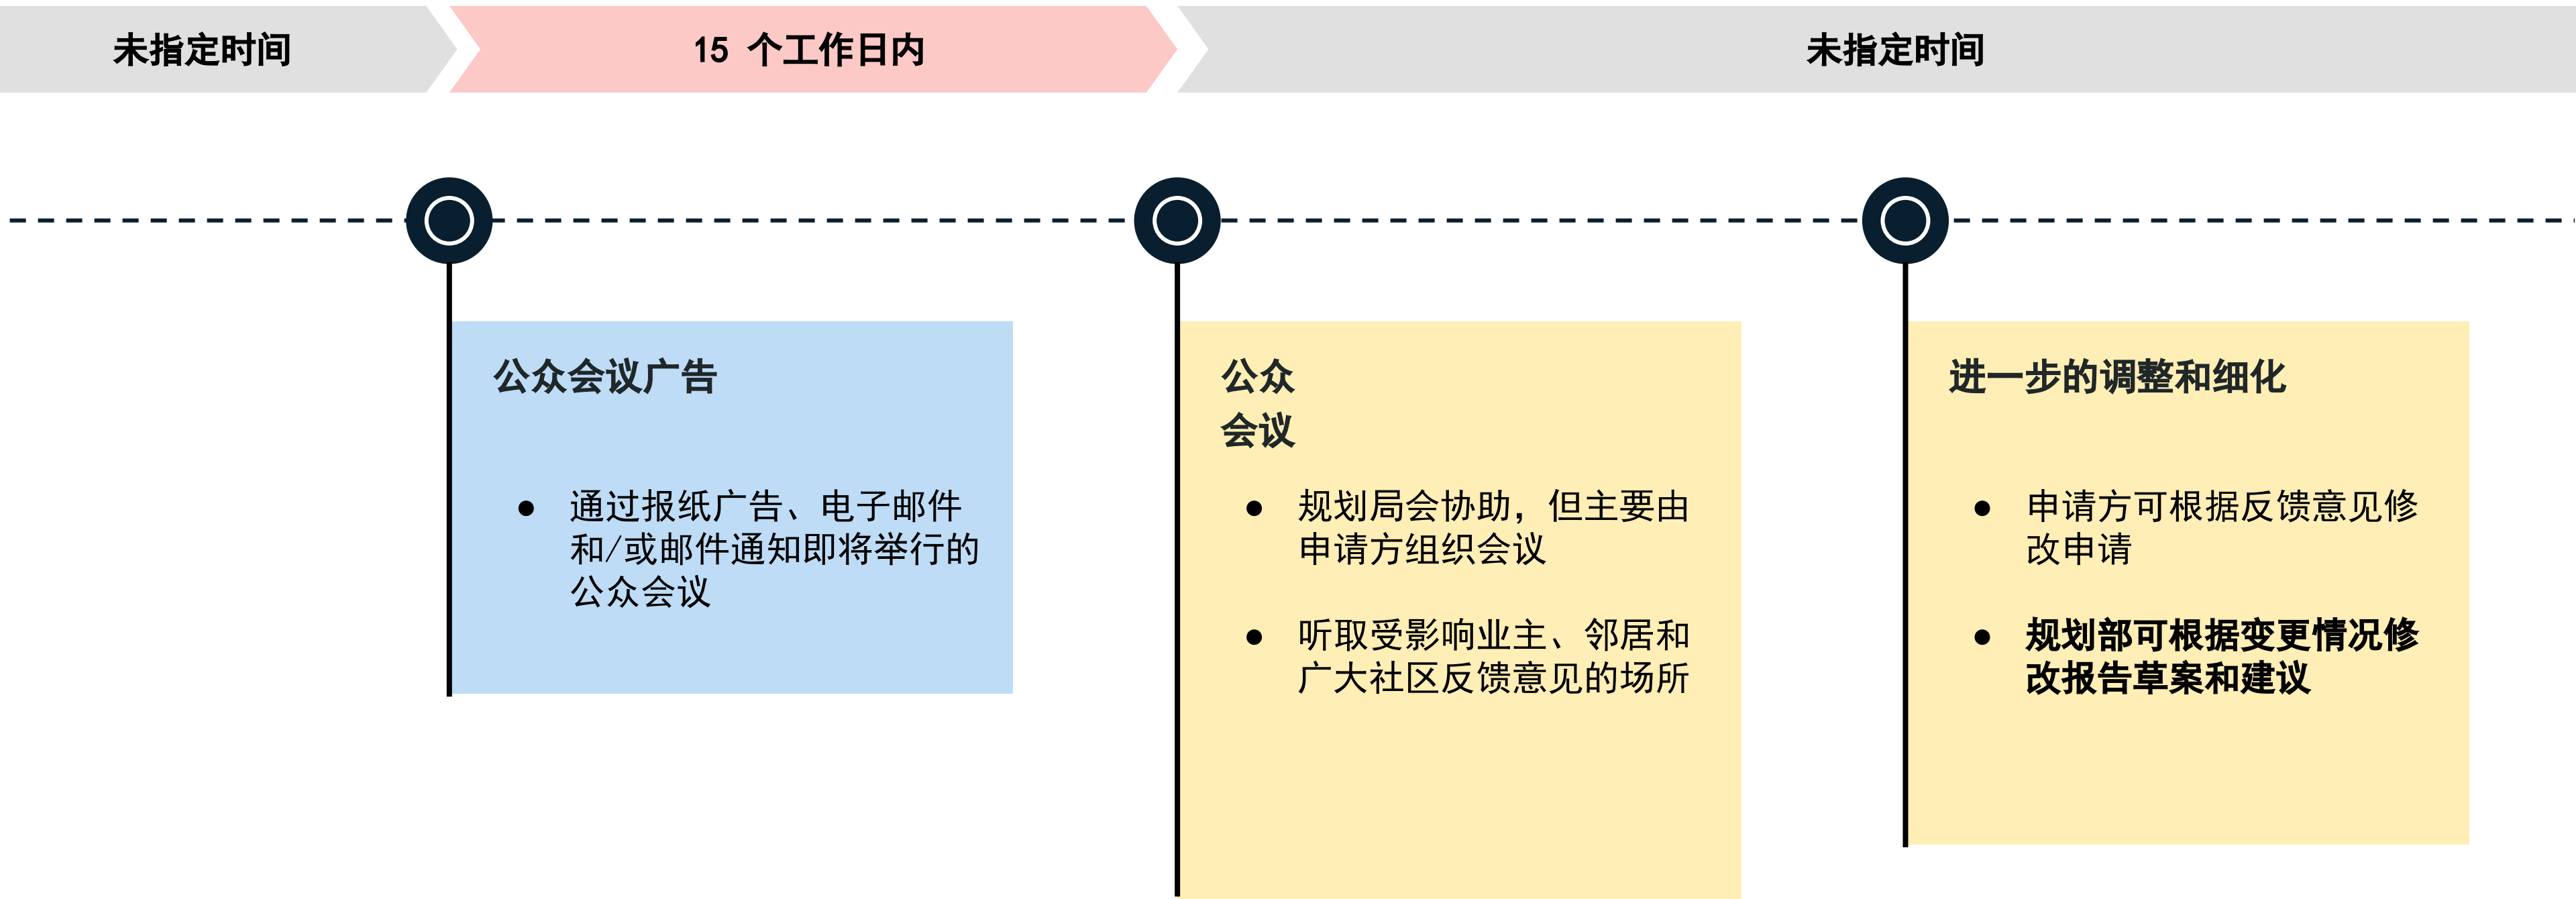 未指定时间
15 个工作日内
未指定时间
公众会议广告
● 通过报纸广告、电子邮件
和/或邮件通知即将举行的
公众会议
公众
会议
● 规划局会协助，但主要由
申请方组织会议
● 听取受影响业主、邻居和
广大社区反馈意见的场所
进一步的调整和细化
● 申请方可根据反馈意见修
改申请
● 规划部可根据变更情况修
改报告草案和建议